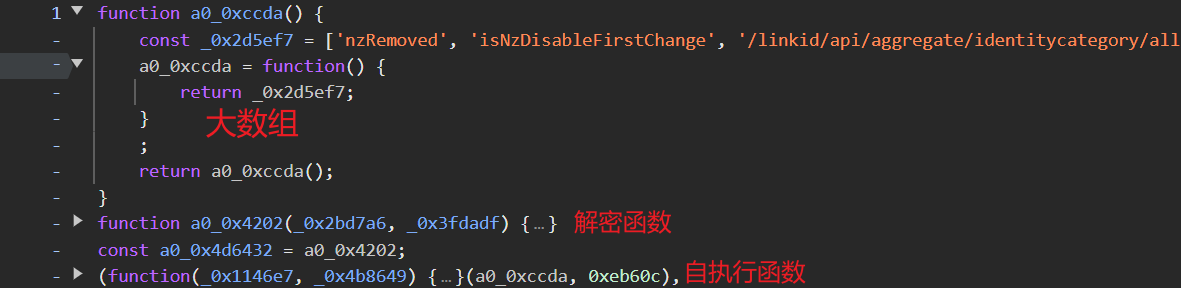 1 function a0_0xccda() {
- const _0x2d5ef7 = ['nzRemoved', 'isNzDisableFirstChange', '/linkid/api/aggregate/identitycategory/all
- a0_0xccda = function() {
- return _0x2d5ef7;
- } 大数组
- ;
- return a0_0xccda();
- }
- function a0_0x4202(_0x2bd7a6, _0x3fdadf) {…} 解密函数
- const a0_0x4d6432 = a0_0x4202;
- (function(_0x1146e7, _0x4b8649) {…}(a0_0xccda, 0xeb60c), 自执行函数